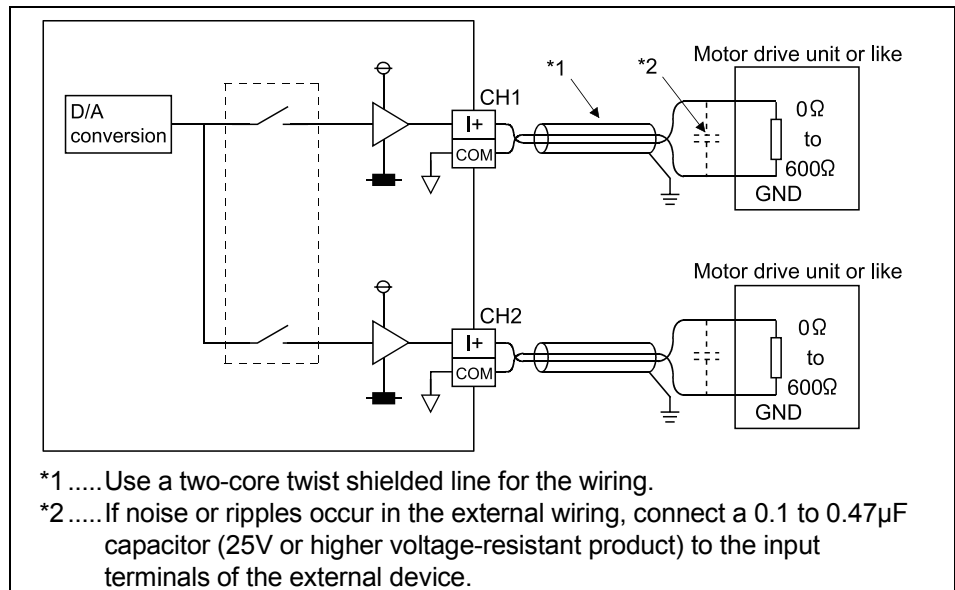 Motor drive unit or like
*1
*2
D/A
conversion
CH1
I+
COM
0Ω
to
600Ω
GND
Motor drive unit or like
CH2
I+
COM
0Ω
to
600Ω
GND
*1.....Use a two-core twist shielded line for the wiring.
*2.....If noise or ripples occur in the external wiring, connect a 0.1 to 0.47µF
capacitor (25V or higher voltage-resistant product) to the input
terminals of the external device.